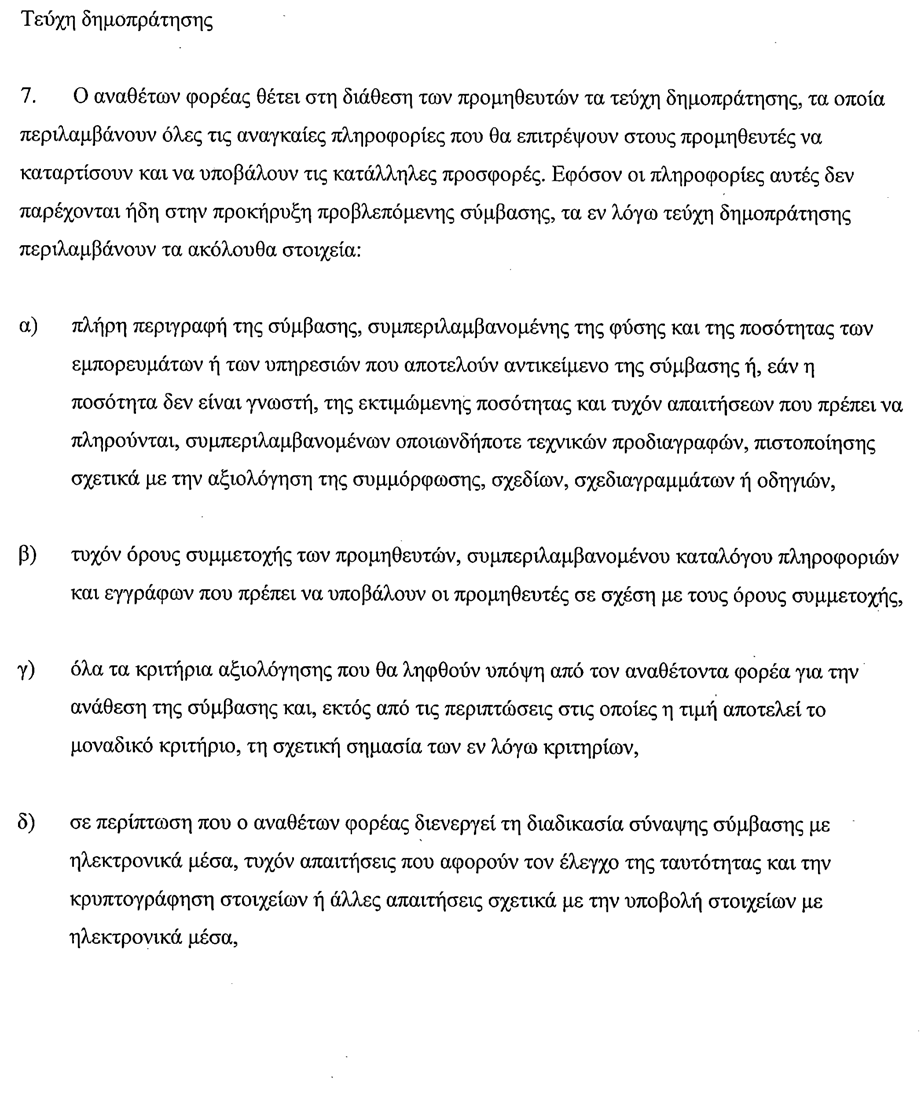 Τεύχη δημοπράτησης
7. Ο αναθέτων φορέας θέτει στη διάθεση των προμηθευτών τα τεύχη δημοπράτησης, τα οποία
περιλαμβάνουν όλες τις αναγκαίες πληροφορίες που θα επιτρέψουν στους προμηθευτές να
καταρτίσουν και να υποβάλουν τις κατάλληλες προσφορές. Εφόσον οι πληροφορίες αυτές δεν
παρέχονται ήδη στην προκήρυξη προβλεπόμενης σύμβασης, τα εν λόγω τεύχη δημοπράτησης
περιλαμβάνουν τα ακόλουθα στοιχεία:
α) πλήρη περιγραφή της σύμβασης, συμπεριλαμβανομένης της φύσης και της ποσότητας των
εμπορευμάτων ή των υπηρεσιών που αποτελούν αντικείμενο της σύμβασης ή, εάν η
ποσότητα δεν είναι γνωστή, της εκτιμώμενης ποσότητας και τυχόν απαιτήσεων που πρέπει να
πληρούνται, συμπεριλαμβανομένων οποιωνδήποτε τεχνικών προδιαγραφών, πιστοποίησης
σχετικά με την αξιολόγηση της συμμόρφωσης, σχεδίων, σχεδιαγραμμάτων ή οδηγιών,
β) τυχόν όρους συμμετοχής των προμηθευτών, συμπεριλαμβανομένου καταλόγου πληροφοριών
και εγγράφων που πρέπει να υποβάλουν οι προμηθευτές σε σχέση με τους όρους συμμετοχής,
γ) όλα τα κριτήρια αξιολόγησης που θα ληφθούν υπόψη από τον αναθέτοντα φορέα για την
ανάθεση της σύμβασης και, εκτός από τις περιπτώσεις στις οποίες η τιμή αποτελεί το
μοναδικό κριτήριο, τη σχετική σημασία των εν λόγω κριτηρίων,
δ) σε περίπτωση που ο αναθέτων φορέας διενεργεί τη διαδικασία σύναψης σύμβασης με
ηλεκτρονικά μέσα, τυχόν απαιτήσεις που αφορούν τον έλεγχο της ταυτότητας και την
κρυπτογράφηση στοιχείων ή άλλες απαιτήσεις σχετικά με την υποβολή στοιχείων με
ηλεκτρονικά μέσα,